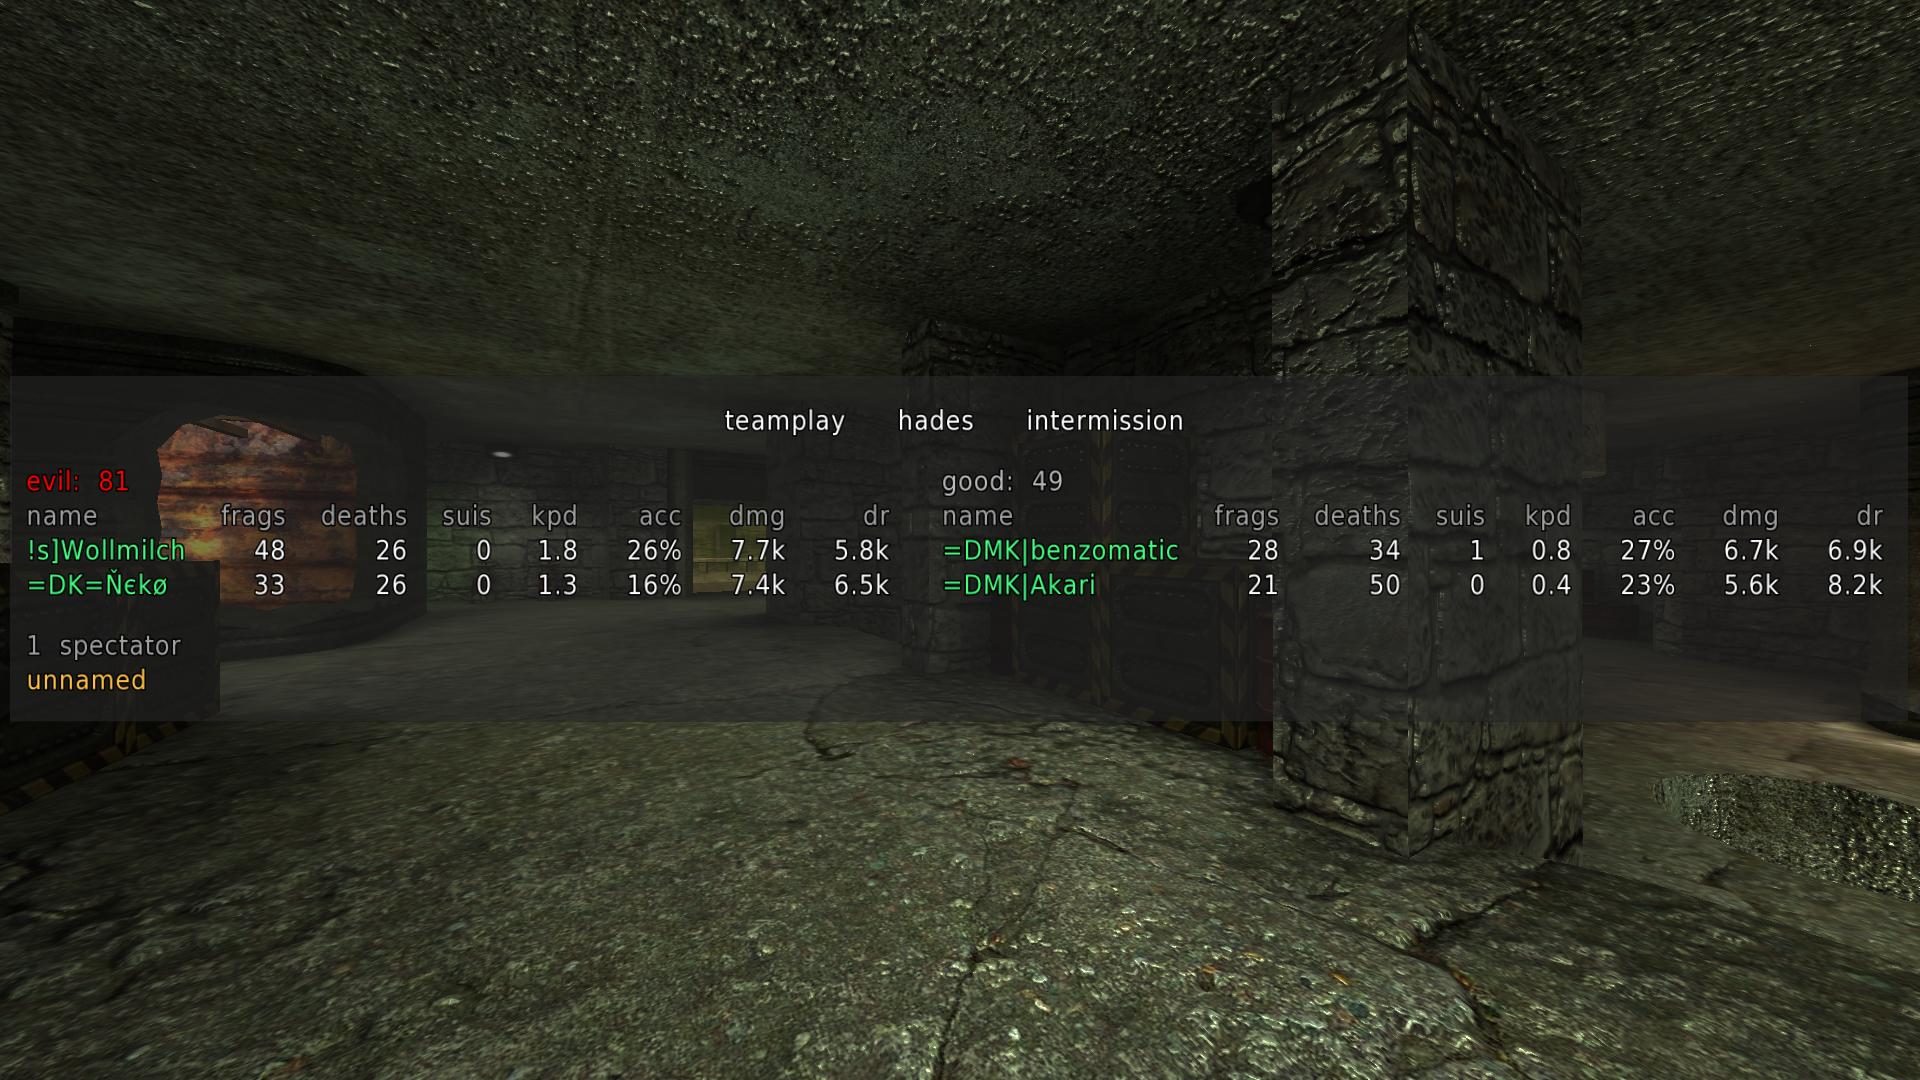 teamplay hades intermission
evil: 81
name frags deaths suis kpd acc dmg dr
!s]Wollmilch 48 26 0 1.8 26% 7.7k 5.8k
=DK=Ňєkø 33 26 0 1.3 16% 7.4k 6.5k
1 spectator
unnamed
good: 49
name frags deaths suis kpd acc dmg dr
=DMK|benzomatic 28 34 1 0.8 27% 6.7k 6.9k
=DMK|Akari 21 50 0 0.4 23% 5.6k 8.2k